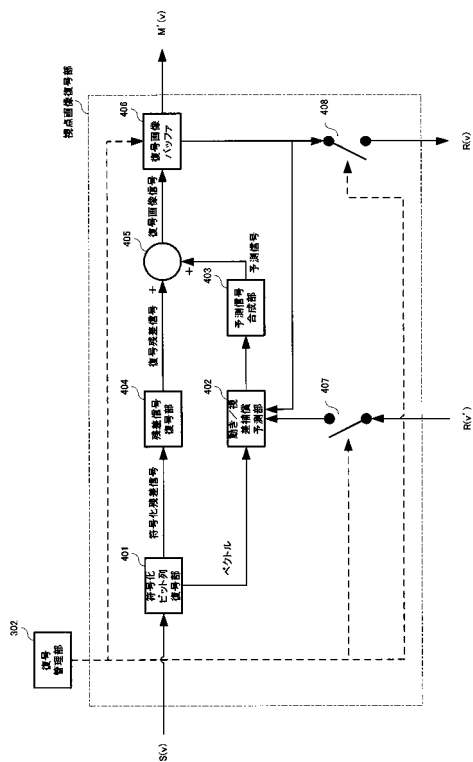 視点画像復号部
302
復号
管理部
S(v)
401
符号化
ビット列
復号部
符号化残差信号
404
残差信号
復号部
復号残差信号
+
405
+
復号画像信号
406
復号画像
バッファ
M'(v)
ベクトル
402
動き／視
差補償
予測部
403
予測信号
合成部
予測信号
407
R(v')
408
R(v)